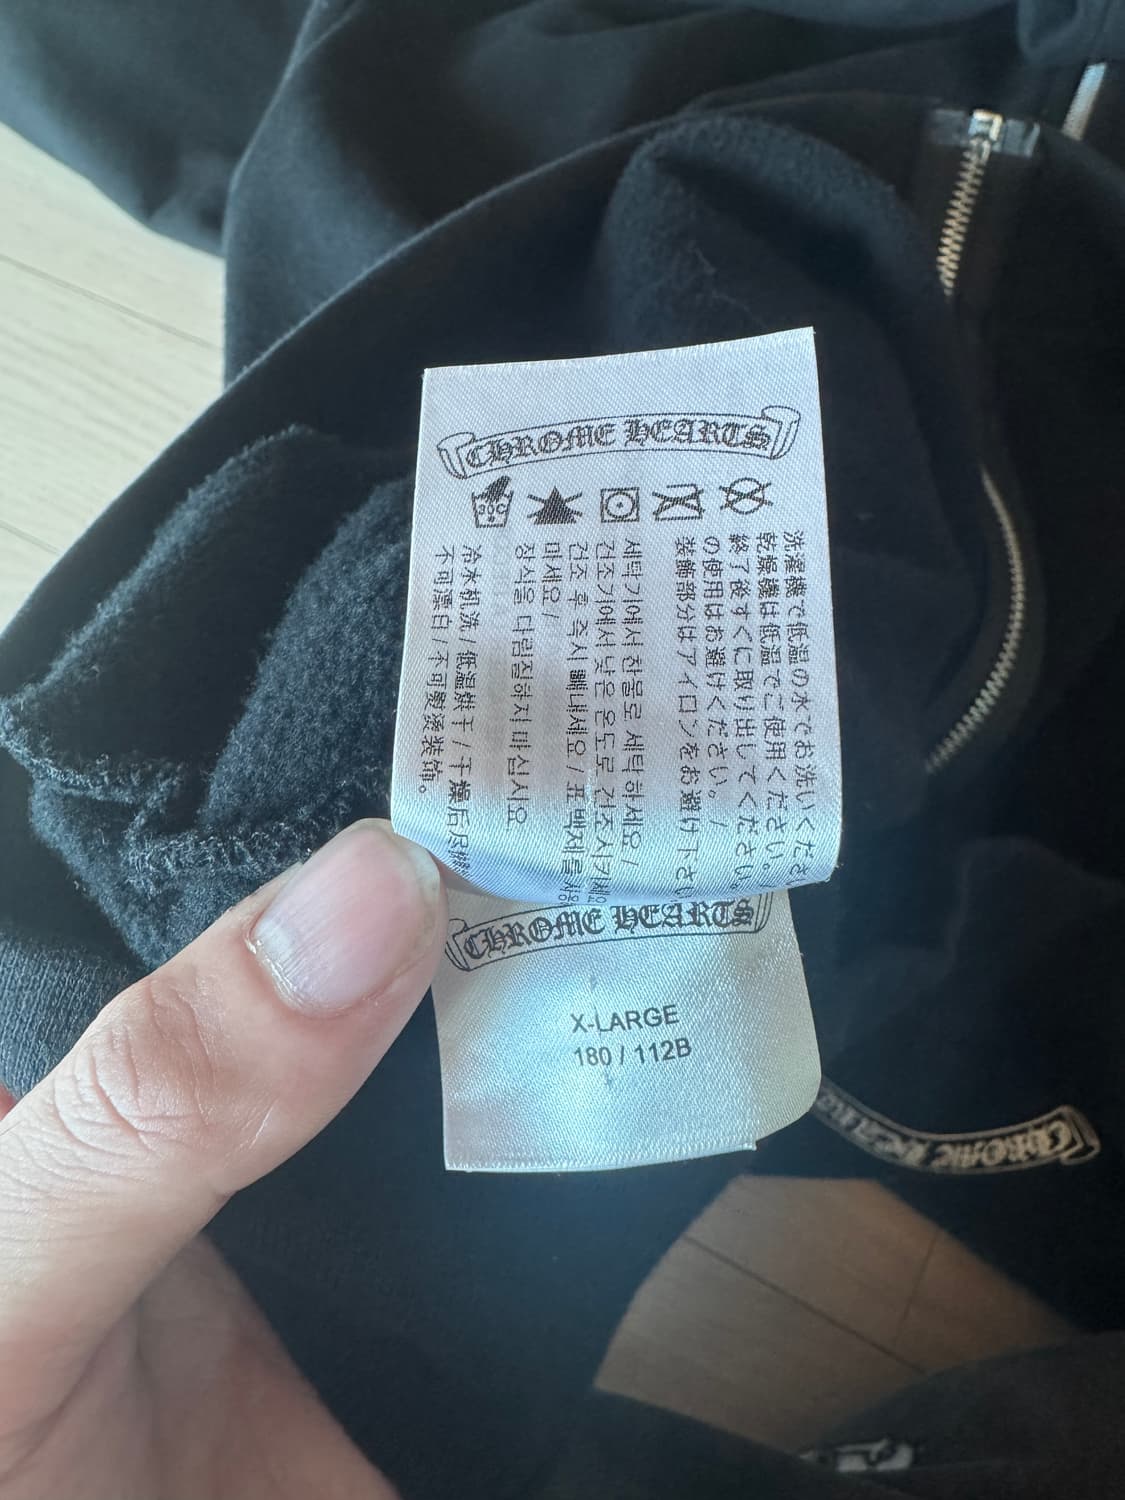 CHROME HEARTS
30C
洗濯機で低温の水でお洗いくださ
乾燥機は低温でご使用ください。/
終了後すぐに取り出してください。
の使用はお避けください。 /
装飾部分はアイロンをお避け下さい
세탁기에서 찬물로 세탁하세요 /
건조기에서 낮은 온도로 건조시키세요
건조 후 즉시 빼내세요 / 표백제를
마세요 /
장식을 다림질하지 마십시요
冷水机洗 / 低温烘干 / 干燥后尽
不可漂白 / 不可熨烫装饰。
CHROME HEARTS
X-LARGE
180 / 112B
CHROME HEARTS